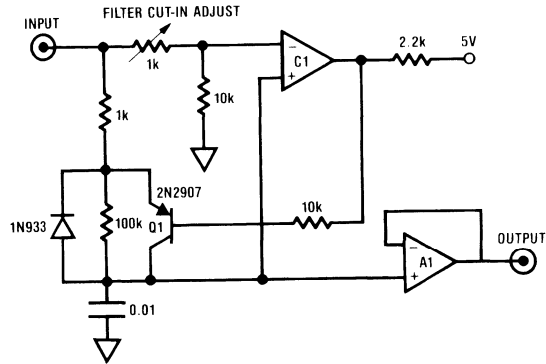 FILTER CUT-IN ADJUST
INPUT
1k
10k
−
+
C1
2.2k
5V
1k
2N2907
1N933
100k
Q1
10k
−
+
A1
OUTPUT
0.01